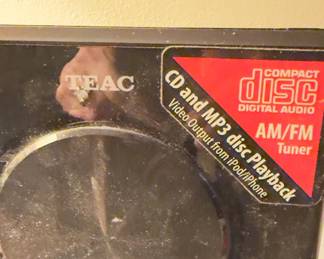 TEAC
CD and MP3 disc Playback
Video Output from iPod/iPhone
COMPACT
disc
DIGITAL AUDIO
AM/FM
Tuner